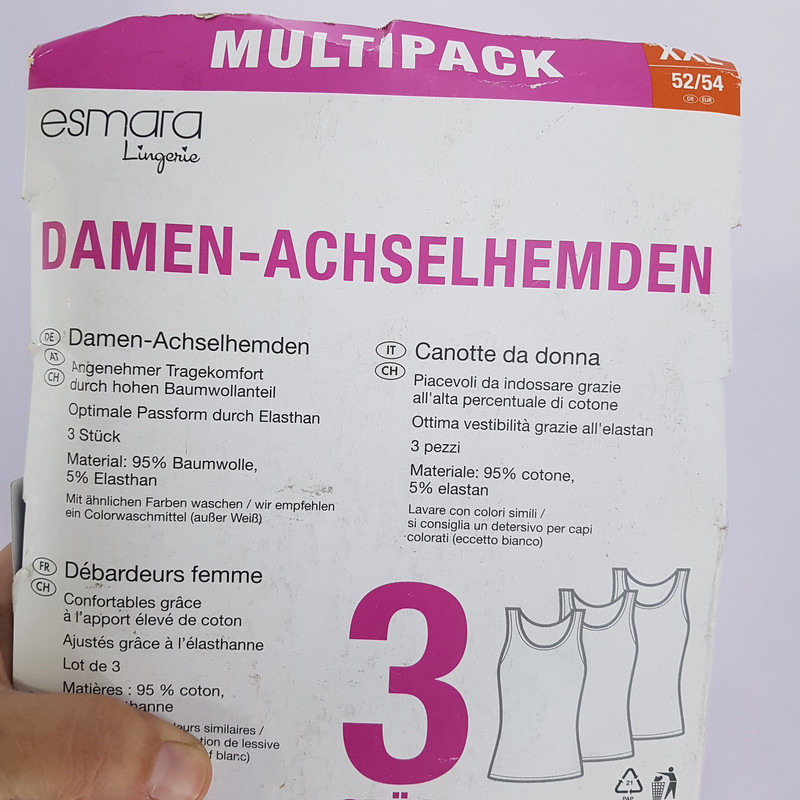 MULTIPACK
XXL
52/54
DE EUR
esmara
Lingerie
DAMEN-ACHSELHEMDEN
DE
AT
CH
Damen-Achselhemden
Angenehmer Tragekomfort
durch hohen Baumwollanteil
Optimale Passform durch Elasthan
3 Stück
Material: 95% Baumwolle,
5% Elasthan
Mit ähnlichen Farben waschen / wir empfehlen
ein Colorwaschmittel (außer Weiß)
IT
CH
Canotte da donna
Piacevoli da indossare grazie
all'alta percentuale di cotone
Ottima vestibilità grazie all'elastan
3 pezzi
Materiale: 95% cotone,
5% elastan
Lavare con colori simili /
si consiglia un detersivo per capi
colorati (eccetto bianco)
FR
CH
Débardeurs femme
Confortables grâce
à l'apport élevé de coton
Ajustés grâce à l'élasthanne
Lot de 3
Matières : 95 % coton,
similaires /
de lessive
blanc)
3
21
PAP